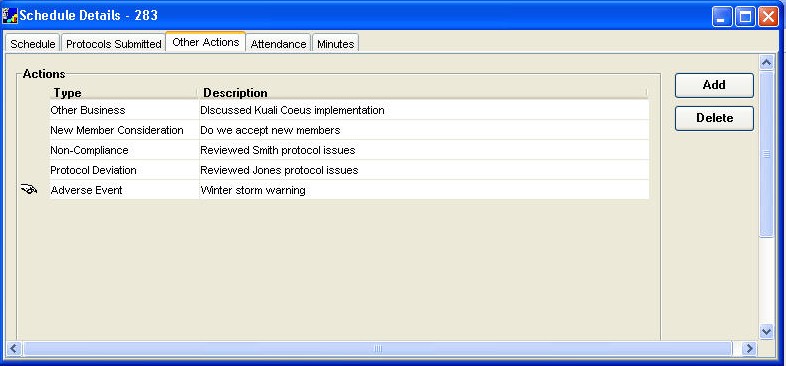 Schedule Details - 283
Schedule Protocols Submitted Other Actions Attendance Minutes
Actions
Type Description
Other Business DIscussed Kuali Coeus implementation
New Member Consideration Do we accept new members
Non-Compliance Reviewed Smith protocol issues
Protocol Deviation Reviewed Jones protocol issues
Adverse Event Winter storm warning
Add
Delete